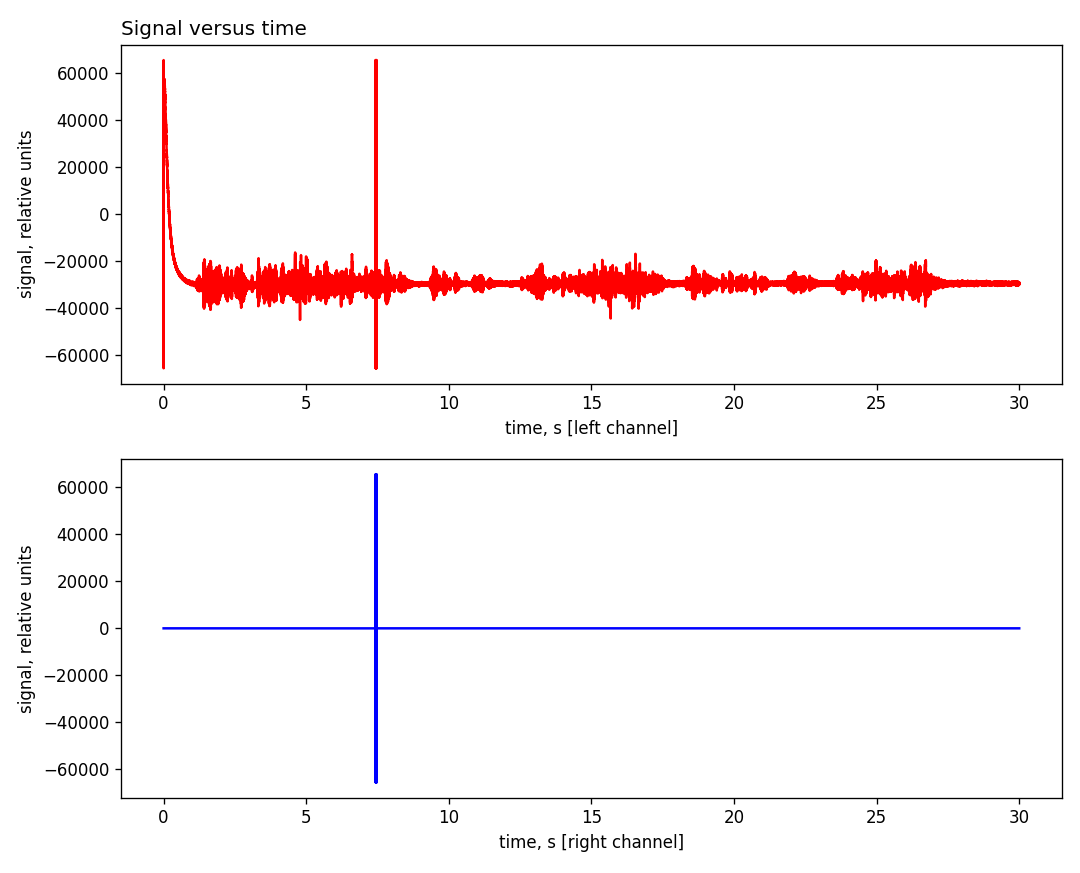 Signal versus time
signal, relative units
60000
40000
20000
0
−20000
−40000
−60000
0 5 10 15 20 25 30
time, s [left channel]
signal, relative units
60000
40000
20000
0
−20000
−40000
−60000
0 5 10 15 20 25 30
time, s [right channel]